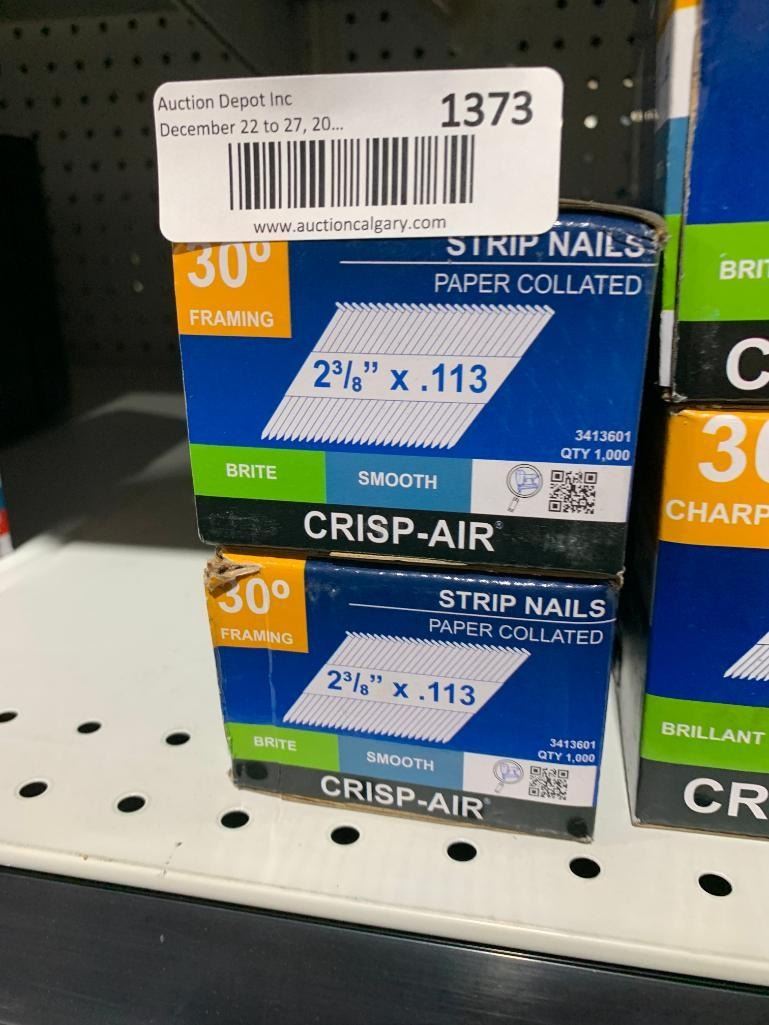 Auction Depot Inc
1373
December 22 to 27, 20...
www.auctioncalgary.com
30º
FRAMING
STRIP NAILS
PAPER COLLATED
2³/₈” x .113
3413601
QTY 1,000
BRITE
SMOOTH
CRISP-AIR®
30º
FRAMING
STRIP NAILS
PAPER COLLATED
2³/₈” x .113
3413601
QTY 1,000
BRITE
SMOOTH
CRISP-AIR®
BRIT
C
30
CHARP
BRILLANT
CR